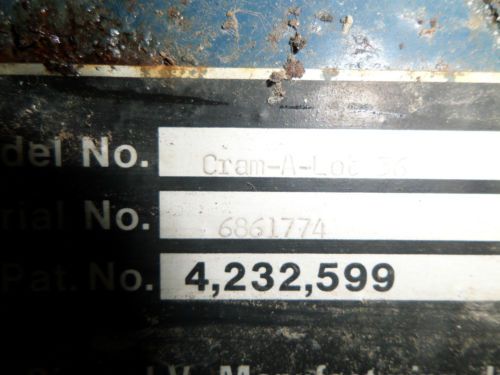 del No. Cram-A-Lot 36
rial No. 6861774
Pat. No. 4,232,599